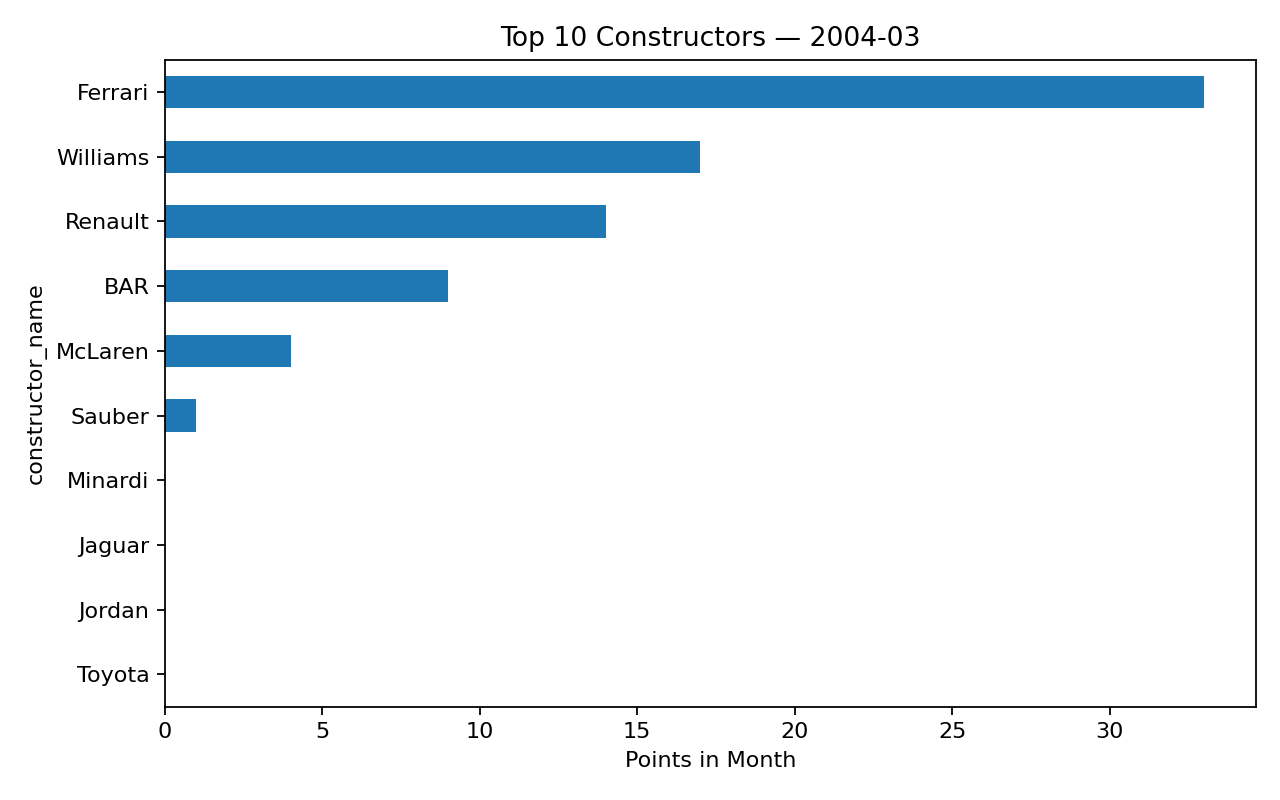 Top 10 Constructors — 2004-03
Ferrari
Williams
Renault
BAR
McLaren
Sauber
Minardi
Jaguar
Jordan
Toyota
constructor_name
0 5 10 15 20 25 30
Points in Month